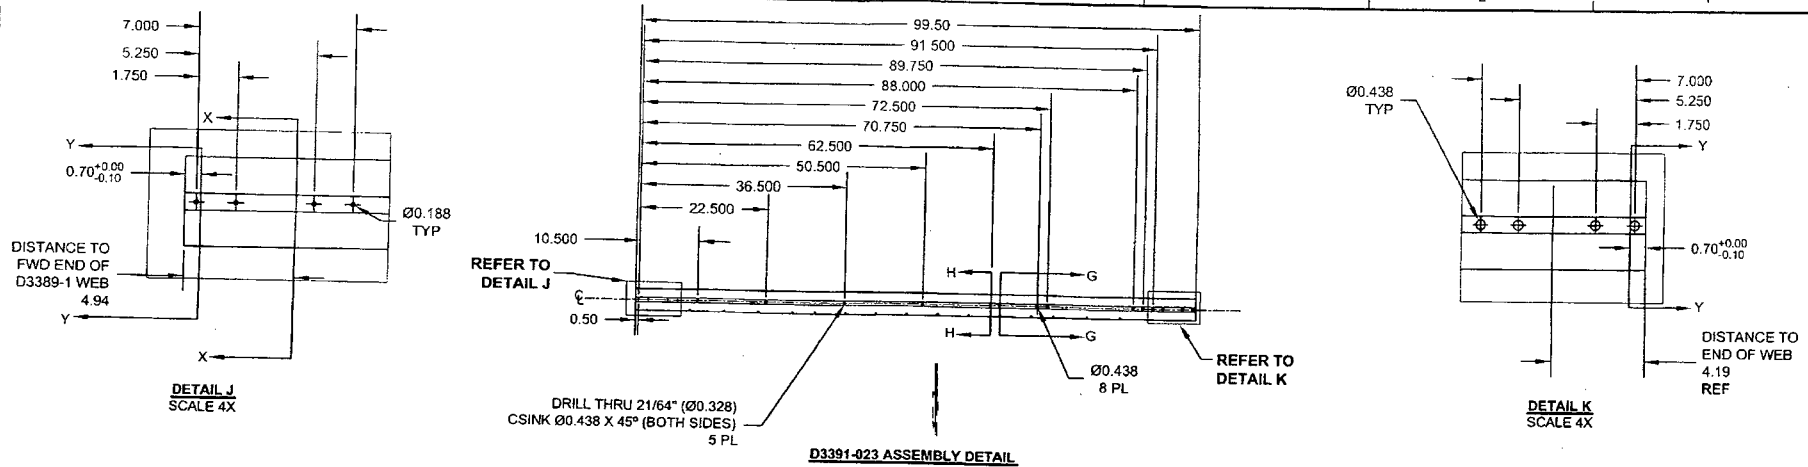 7.000
5.250
1.750
X
Y
0.70+0.00
-0.10
Ø0.188
TYP
DISTANCE TO
FWD END OF
D3389-1 WEB
4.94
Y
X
DETAIL J
SCALE 4X
99.50
91.500
89.750
88.000
72.500
70.750
62.500
50.500
36.500
22.500
10.500
REFER TO
DETAIL J
H
G
0.50
H
G
REFER TO
DETAIL K
Ø0.438
8 PL
DRILL THRU 21/64" (Ø0.328)
CSINK Ø0.438 X 45° (BOTH SIDES)
5 PL
D3391-023 ASSEMBLY DETAIL
Ø0.438
TYP
7.000
5.250
1.750
Y
0.70+0.00
-0.10
Y
DISTANCE TO
END OF WEB
4.19
REF
DETAIL K
SCALE 4X